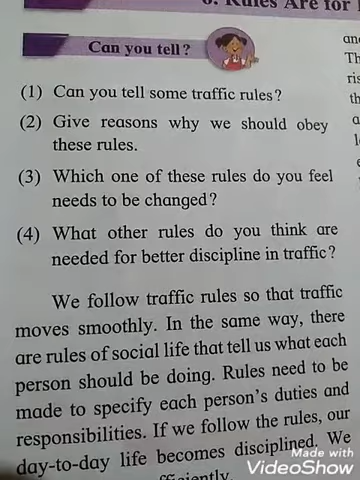 6. Rules Are for
Can you tell?
(1) Can you tell some traffic rules?
(2) Give reasons why we should obey
these rules.
(3) Which one of these rules do you feel
needs to be changed?
(4) What other rules do you think are
needed for better discipline in traffic?
We follow traffic rules so that traffic
moves smoothly. In the same way, there
are rules of social life that tell us what each
person should be doing. Rules need to be
made to specify each person's duties and
responsibilities. If we follow the rules, our
day-to-day life becomes disciplined. We
Made with
VideoShow